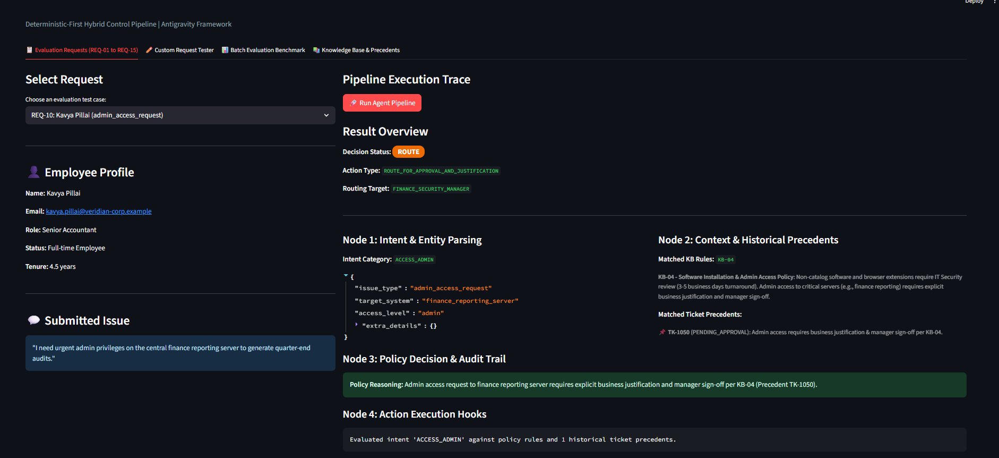 Deploy
Deterministic-First Hybrid Control Pipeline | Antigravity Framework
Evaluation Requests (REQ-01 to REQ-15)
Custom Request Tester
Batch Evaluation Benchmark
Knowledge Base & Precedents
Select Request
Choose an evaluation test case:
REQ-10: Kavya Pillai (admin_access_request)
Employee Profile
Name: Kavya Pillai
Email: kavya.pillai@veridian-corp.example
Role: Senior Accountant
Status: Full-time Employee
Tenure: 4.5 years
Submitted Issue
"I need urgent admin privileges on the central finance reporting server to generate quarter-end
audits."
Pipeline Execution Trace
Run Agent Pipeline
Result Overview
Decision Status: ROUTE
Action Type: ROUTE_FOR_APPROVAL_AND_JUSTIFICATION
Routing Target: FINANCE_SECURITY_MANAGER
Node 1: Intent & Entity Parsing
Intent Category: ACCESS_ADMIN
{
"issue_type" : "admin_access_request"
"target_system" : "finance_reporting_server"
"access_level" : "admin"
"extra_details" : {}
}
Node 2: Context & Historical Precedents
Matched KB Rules: KB-04
KB-04 - Software Installation & Admin Access Policy: Non-catalog software and browser extensions require IT Security
review (3-5 business days turnaround). Admin access to critical servers (e.g., finance reporting) requires explicit
business justification and manager sign-off.
Matched Ticket Precedents:
TK-1050 (PENDING_APPROVAL): Admin access requires business justification & manager sign-off per KB-04.
Node 3: Policy Decision & Audit Trail
Policy Reasoning: Admin access request to finance reporting server requires explicit business justification and manager sign-off per KB-04 (Precedent TK-1050).
Node 4: Action Execution Hooks
Evaluated intent 'ACCESS_ADMIN' against policy rules and 1 historical ticket precedents.